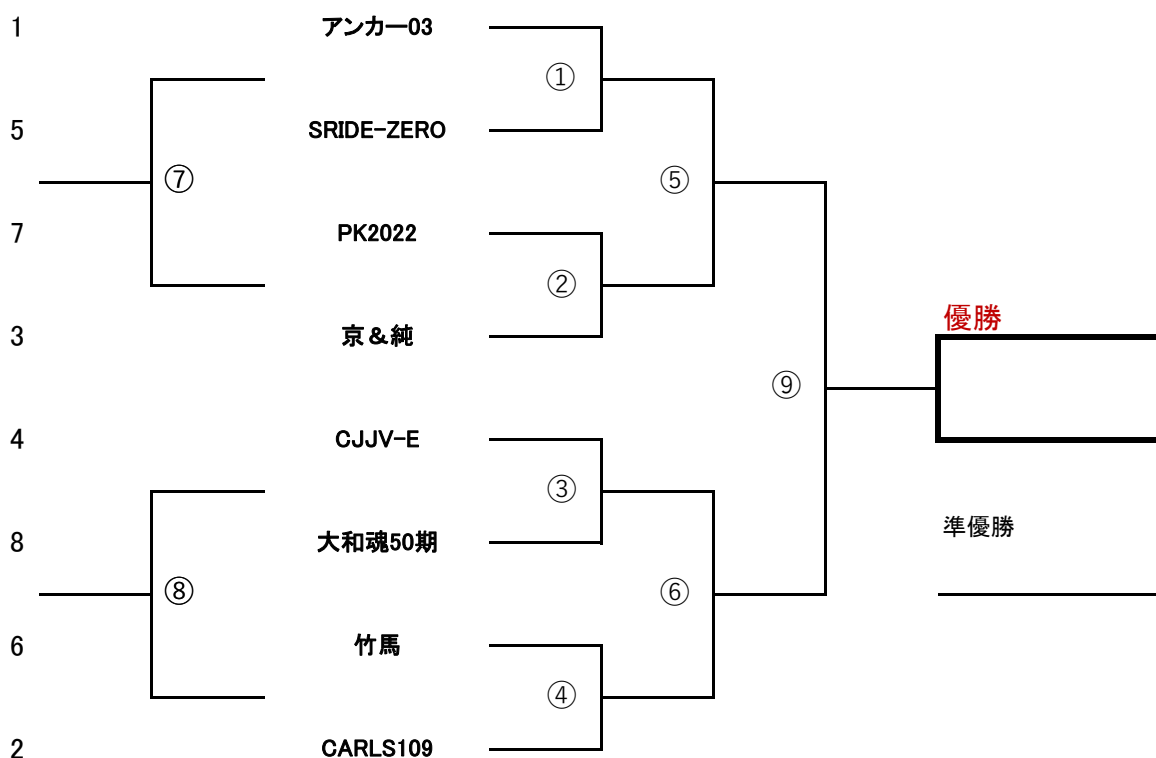 1 アンカー03
①
5 SRIDE-ZERO
⑦ ⑤
7 PK2022
②
優勝
3 京&純
⑨
4 CJJV-E
③
準優勝
8 大和魂50期
⑧ ⑥
6 竹馬
④
2 CARLS109